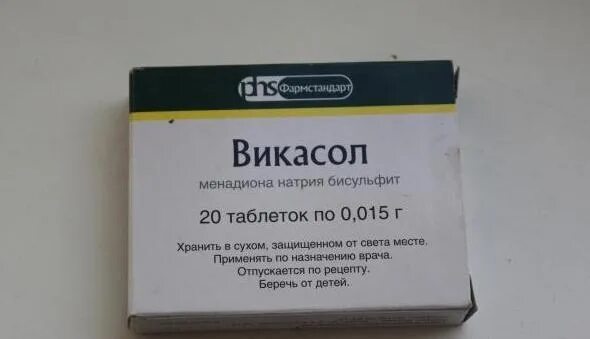 phs Фармстандарт
Викасол
менадиона натрия бисульфит
20 таблеток по 0,015 г
Хранить в сухом, защищенном от света месте.
Применять по назначению врача.
Отпускается по рецепту.
Беречь от детей.